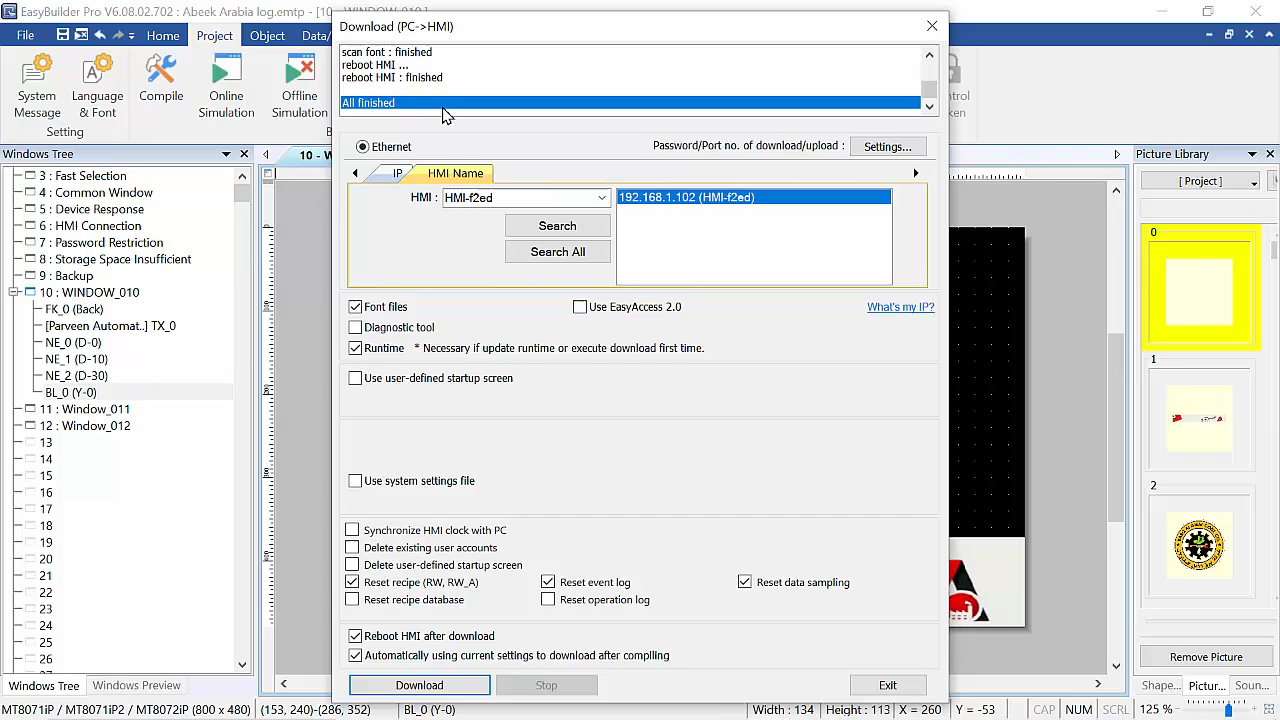 EasyBuilder Pro V6.08.02.702 : Abeek Arabia log.emtp - [10 - W
File Home Project Object Data/
System Message
Language & Font
Compile
Online Simulation
Offline Simulation
Setting
Download (PC->HMI)
scan font : finished
reboot HMI ...
reboot HMI : finished
All finished
Ethernet
Password/Port no. of download/upload :
Settings...
IP
HMI Name
HMI :
HMI-f2ed
192.168.1.102 (HMI-f2ed)
Search
Search All
Font files
Use EasyAccess 2.0
What's my IP?
Diagnostic tool
Runtime * Necessary if update runtime or execute download first time.
Use user-defined startup screen
Use system settings file
Synchronize HMI clock with PC
Delete existing user accounts
Delete user-defined startup screen
Reset recipe (RW, RW_A)
Reset event log
Reset data sampling
Reset recipe database
Reset operation log
Reboot HMI after download
Automatically using current settings to download after compiling
Download
Stop
Exit
Windows Tree
3 : Fast Selection
4 : Common Window
5 : Device Response
6 : HMI Connection
7 : Password Restriction
8 : Storage Space Insufficient
9 : Backup
10 : WINDOW_010
FK_0 (Back)
[Parveen Automat..] TX_0
NE_0 (D-0)
NE_1 (D-10)
NE_2 (D-30)
BL_0 (Y-0)
11 : Window_011
12 : Window_012
13
14
15
16
17
18
19
20
21
22
23
24
25
26
Windows Tree
Windows Preview
10 - W
Picture Library
[ Project ]
0
1
2
Remove Picture
Shape...
Pictur...
Soun...
MT8071iP / MT8071iP2 / MT8072iP (800 x 480)
(153, 240)-(286, 352)
BL_0 (Y-0)
Width : 134
Height : 113
X = 260
Y = -53
CAP
NUM
SCRL
125 %